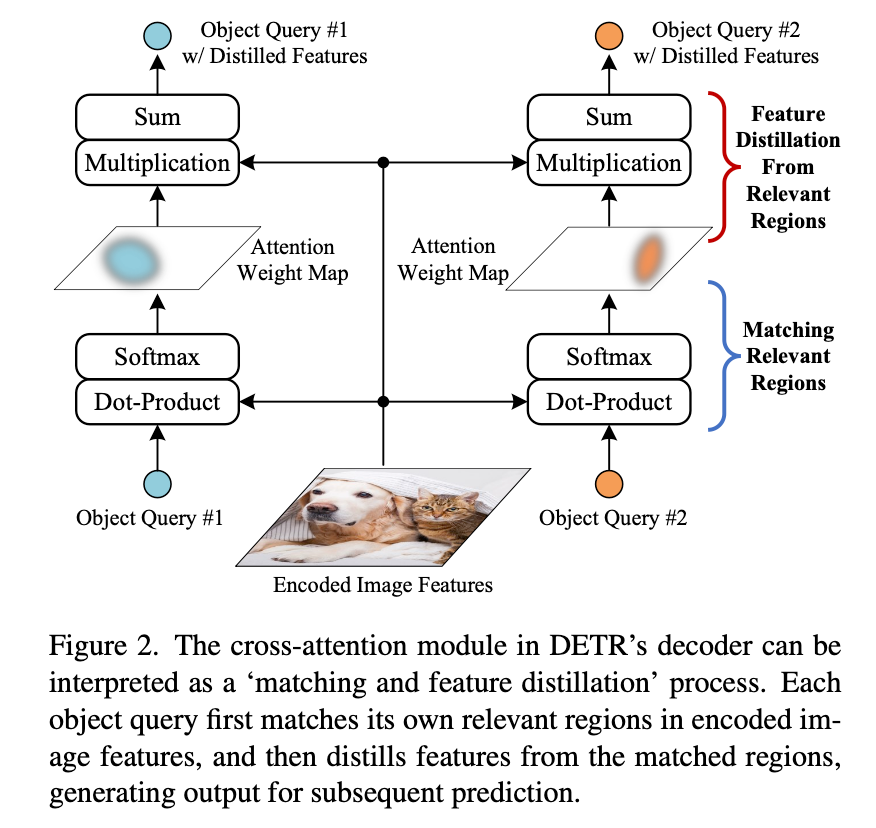 Object Query #1
w/ Distilled Features
Object Query #2
w/ Distilled Features
Sum
Multiplication
Sum
Multiplication
Feature
Distillation
From
Relevant
Regions
Attention
Weight Map
Attention
Weight Map
Softmax
Dot-Product
Softmax
Dot-Product
Matching
Relevant
Regions
Object Query #1
Object Query #2
Encoded Image Features
Figure 2. The cross-attention module in DETR's decoder can be
interpreted as a ‘matching and feature distillation’ process. Each
object query first matches its own relevant regions in encoded im-
age features, and then distills features from the matched regions,
generating output for subsequent prediction.